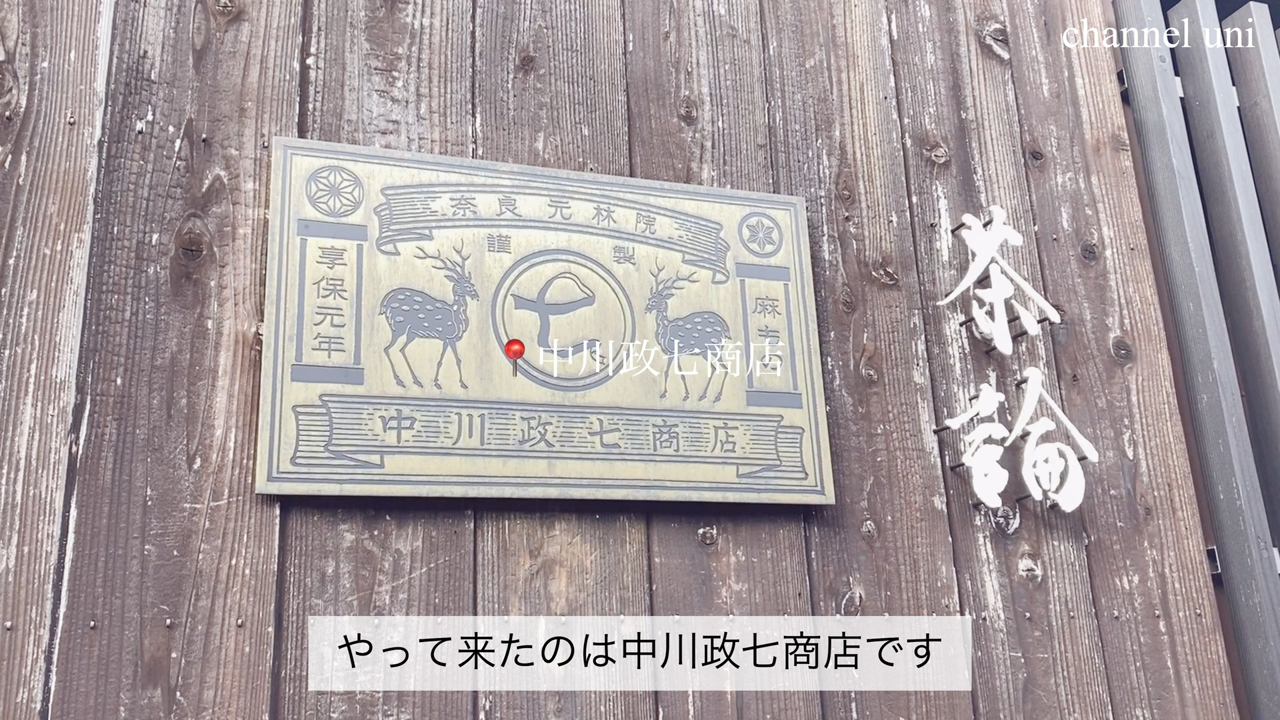 channel uni
奈良元林院
謹製
享保元年
麻
中川政七商店
中川政七商店
茶論
やって来たのは中川政七商店です